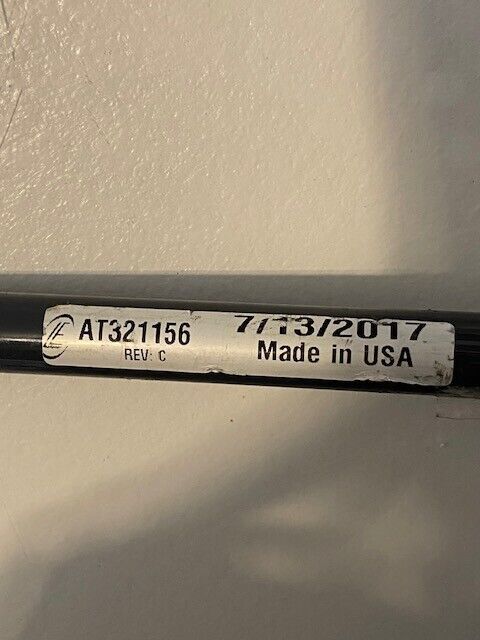 AT321156
REV: C
7/13/2017
Made in USA